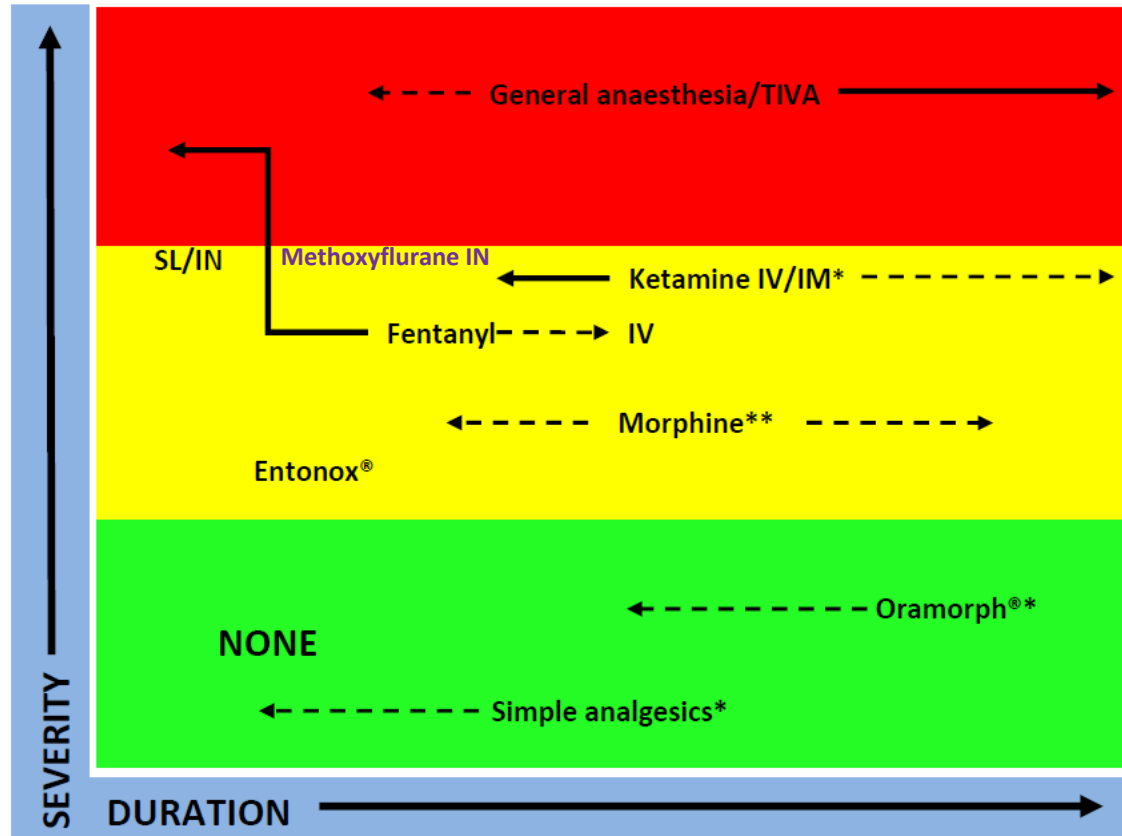 General anaesthesia/TIVA
SL/IN
Methoxyflurane IN
Ketamine IV/IM*
Fentanyl
IV
Morphine**
Entonox®
Oramorph®*
NONE
Simple analgesics*
SEVERITY
DURATION